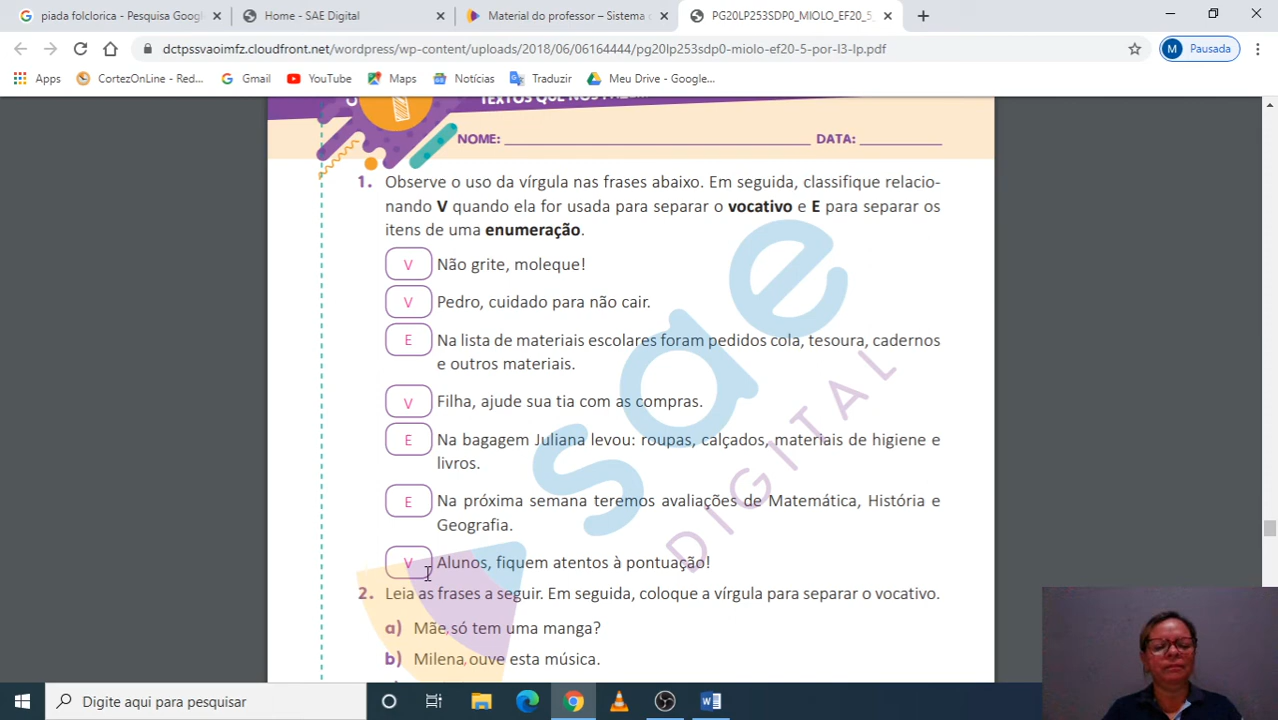 piada folclorica - Pesquisa Goog
Home - SAE Digital
Material do professor – Sistema
PG20LP253SDP0_MIOLO_EF20_5_
dctpssvaoimfz.cloudfront.net/wordpress/wp-content/uploads/2018/06/06164444/pg20lp253sdp0-miolo-ef20-5-por-l3-lp.pdf
M Pausada
Apps
CortezOnLine - Red...
Gmail
YouTube
Maps
Notícias
Traduzir
Meu Drive - Google...
TEXTOS QUE NOS
NOME: DATA:
1. Observe o uso da vírgula nas frases abaixo. Em seguida, classifique relacio-
nando V quando ela for usada para separar o vocativo e E para separar os
itens de uma enumeração.
V Não grite, moleque!
V Pedro, cuidado para não cair.
E Na lista de materiais escolares foram pedidos cola, tesoura, cadernos
e outros materiais.
V Filha, ajude sua tia com as compras.
E Na bagagem Juliana levou: roupas, calçados, materiais de higiene e
livros.
E Na próxima semana teremos avaliações de Matemática, História e
Geografia.
V Alunos, fiquem atentos à pontuação!
2. Leia as frases a seguir. Em seguida, coloque a vírgula para separar o vocativo.
a) Mãe, só tem uma manga?
b) Milena, ouve esta música.
sae
DIGITAL
Digite aqui para pesquisar